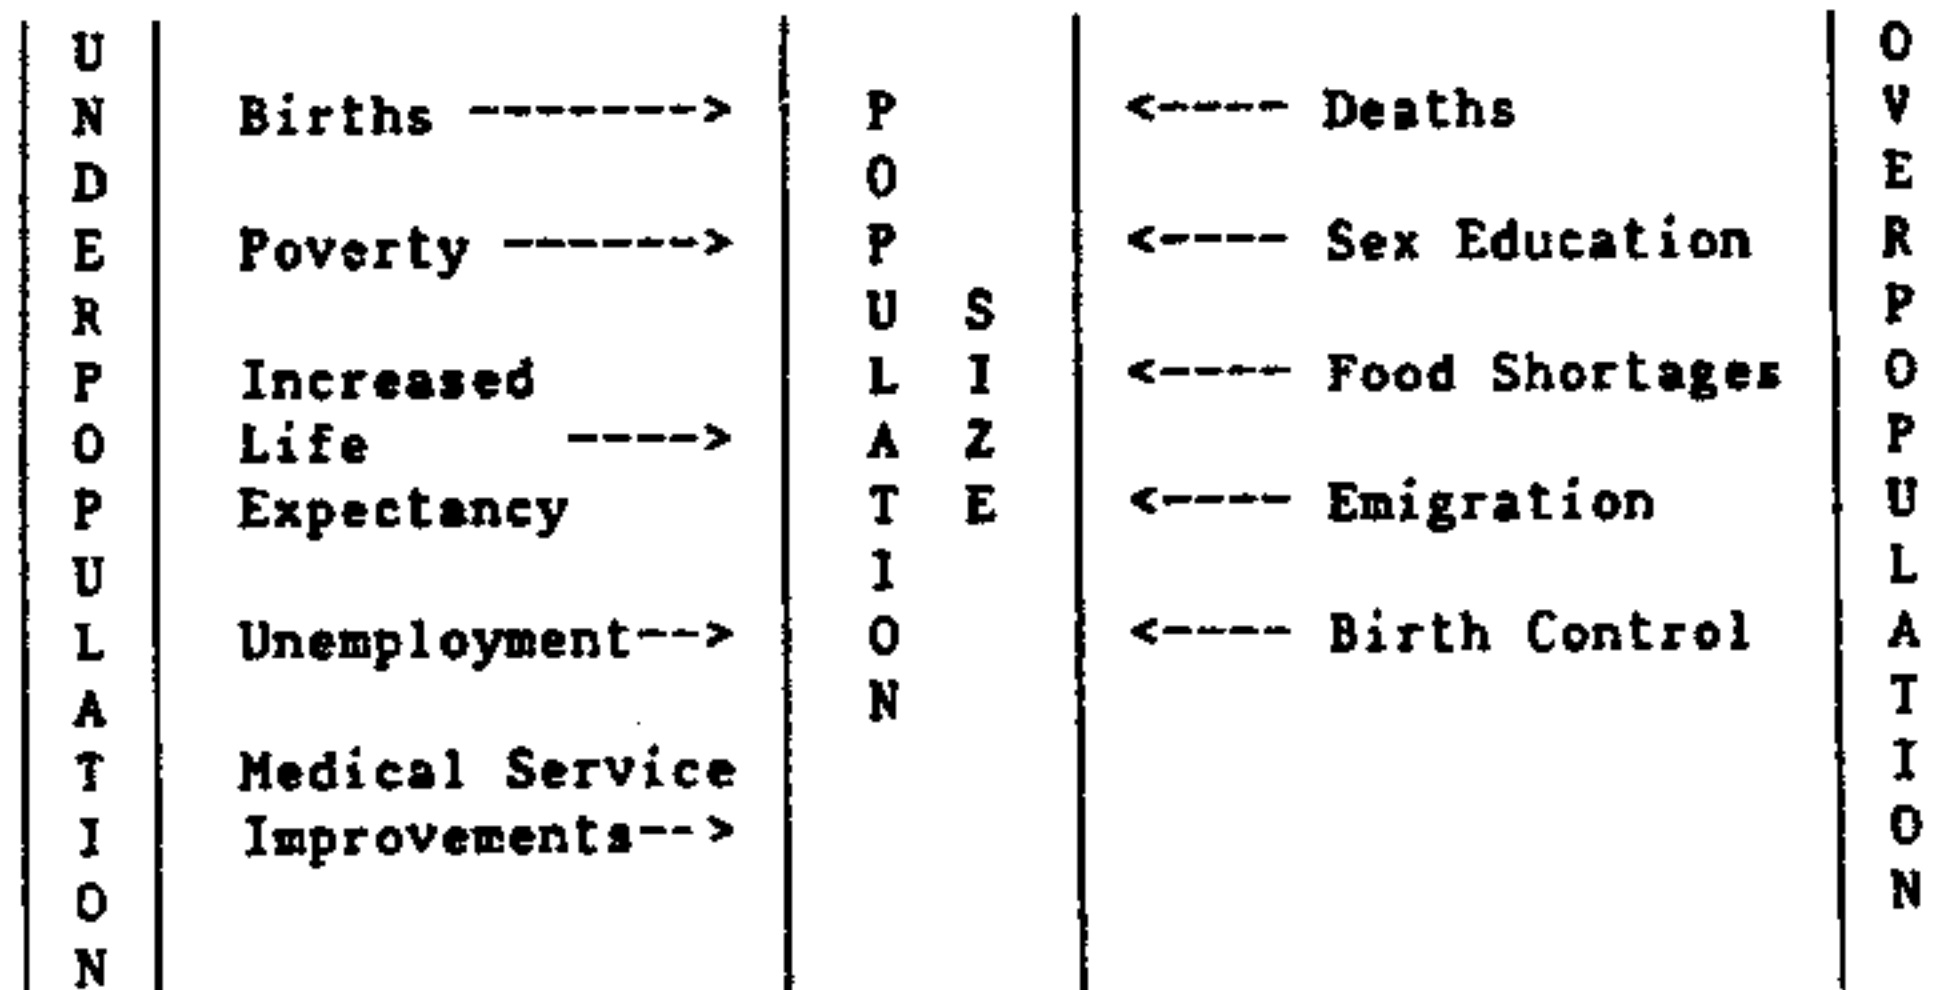 UNDERPOPULATION
Births ------->
Poverty ------>
Increased
Life ---->
Expectancy
Unemployment-->
Medical Service
Improvements-->
POPULATION
SIZE
<---- Deaths
<---- Sex Education
<---- Food Shortages
<---- Emigration
<---- Birth Control
OVERPOPULATION